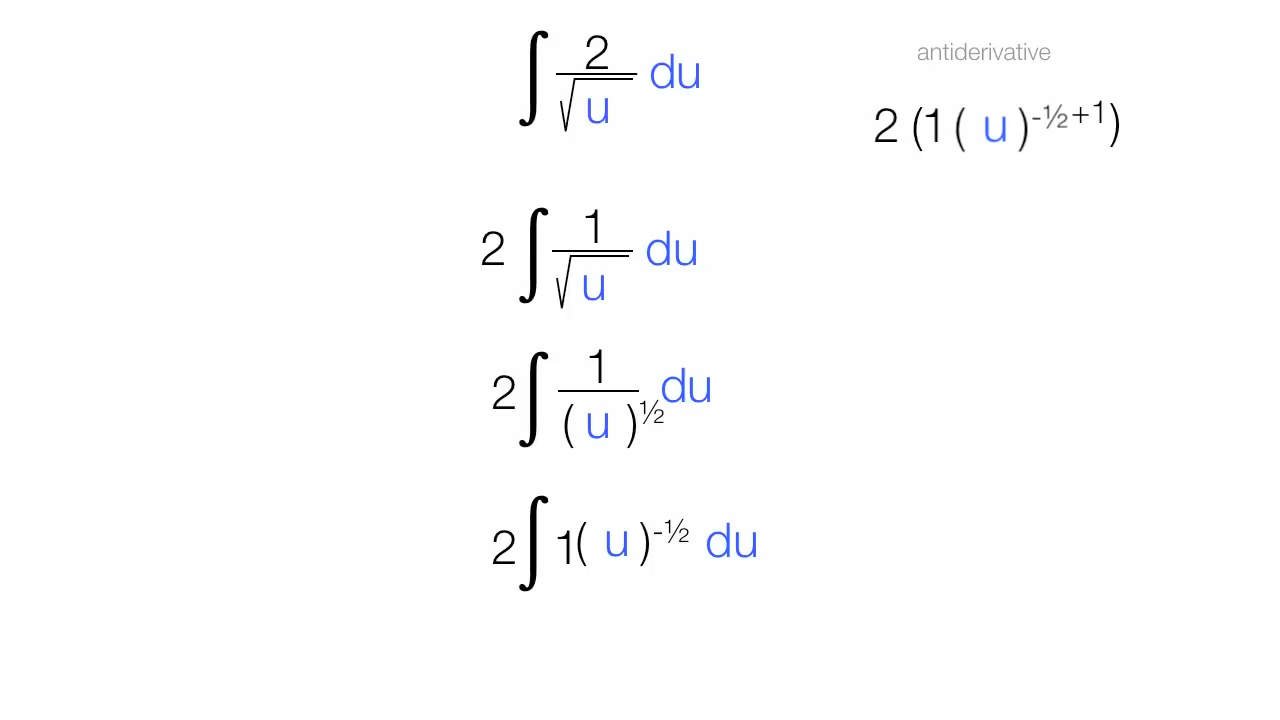 ∫ 2/√u du
antiderivative
2 (1 ( u )^-½+1)
2 ∫ 1/√u du
2 ∫ 1/( u )^½ du
2 ∫ 1( u )^-½ du